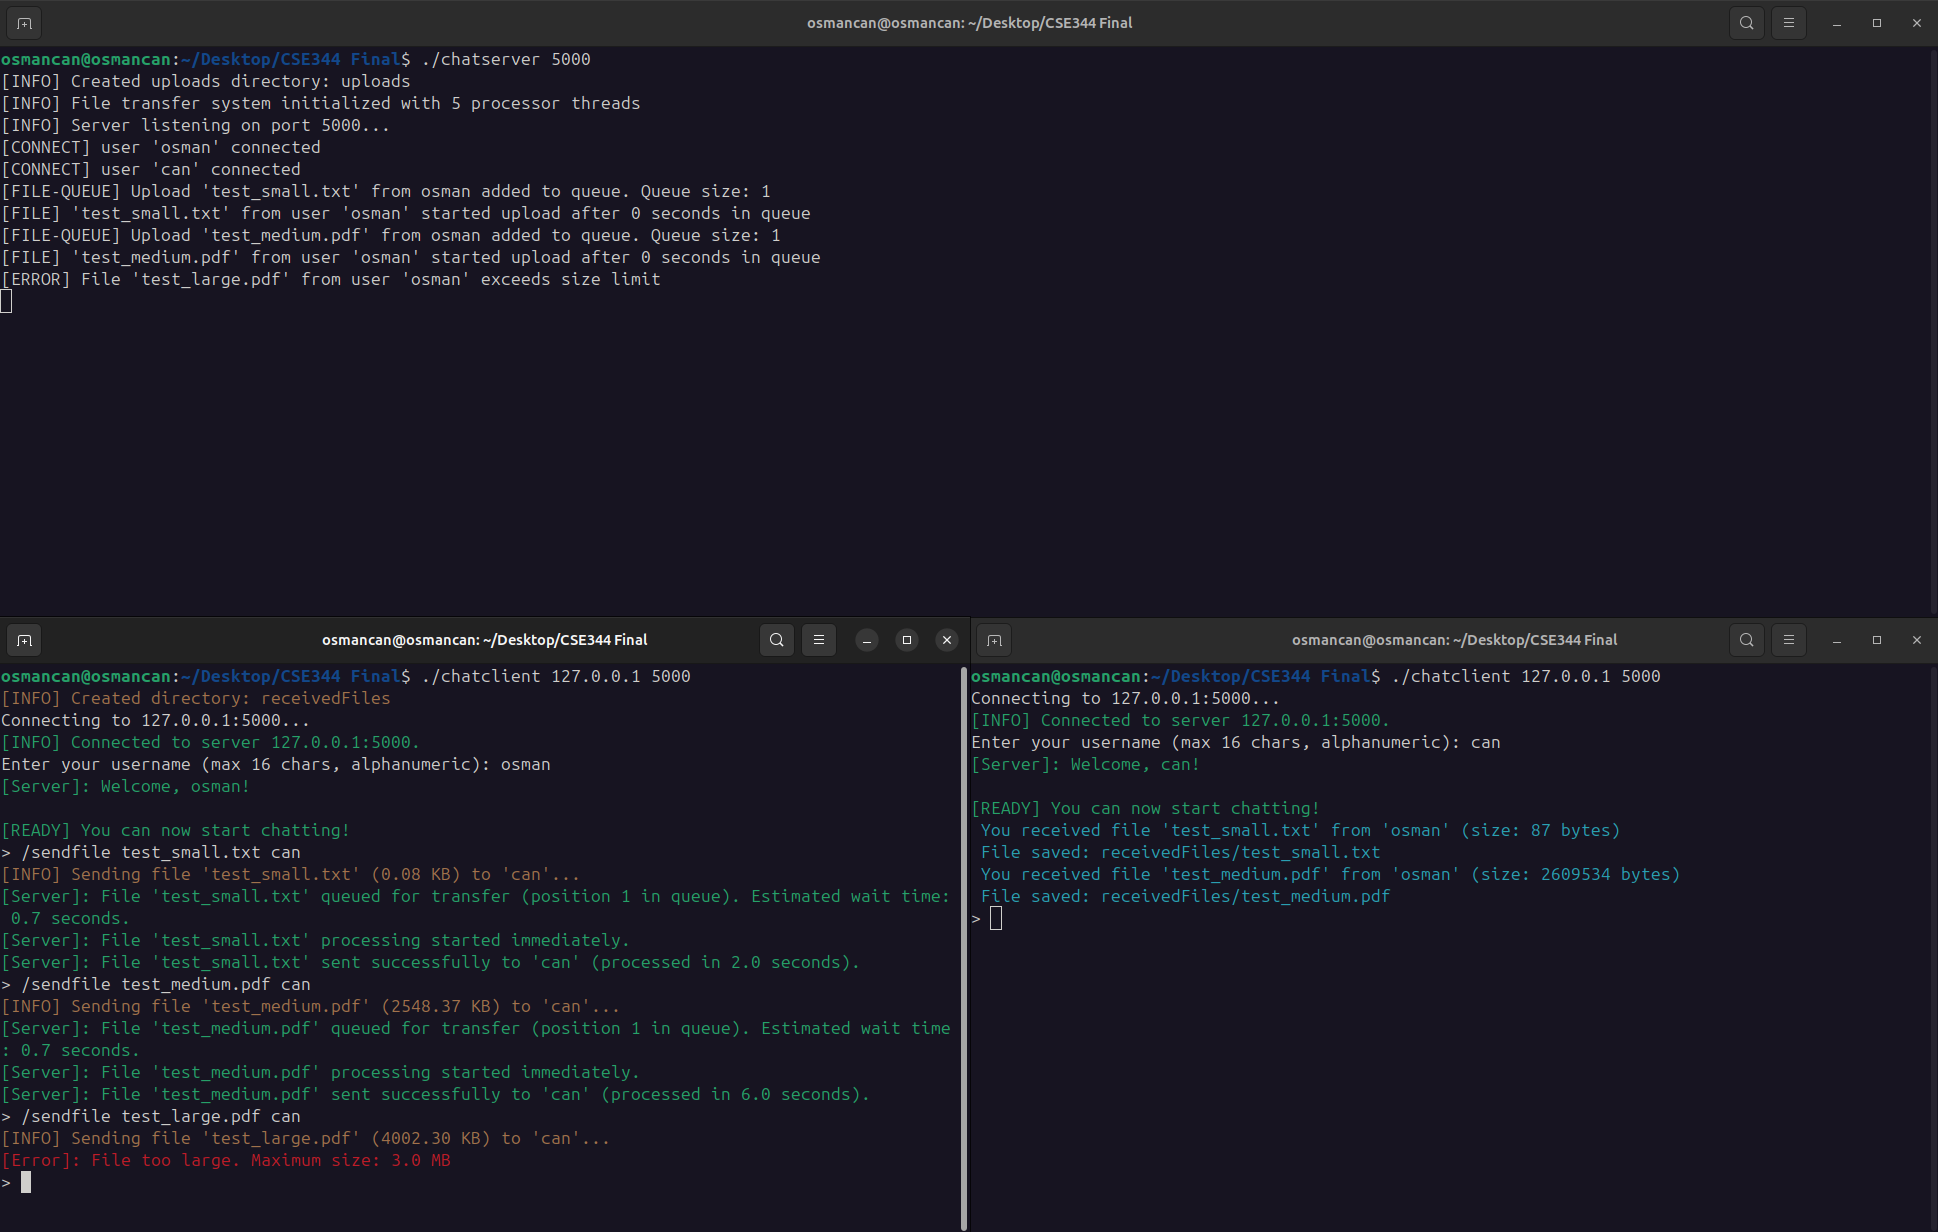 osmancan@osmancan: ~/Desktop/CSE344 Final
osmancan@osmancan:~/Desktop/CSE344 Final$ ./chatserver 5000
[INFO] Created uploads directory: uploads
[INFO] File transfer system initialized with 5 processor threads
[INFO] Server listening on port 5000...
[CONNECT] user 'osman' connected
[CONNECT] user 'can' connected
[FILE-QUEUE] Upload 'test_small.txt' from osman added to queue. Queue size: 1
[FILE] 'test_small.txt' from user 'osman' started upload after 0 seconds in queue
[FILE-QUEUE] Upload 'test_medium.pdf' from osman added to queue. Queue size: 1
[FILE] 'test_medium.pdf' from user 'osman' started upload after 0 seconds in queue
[ERROR] File 'test_large.pdf' from user 'osman' exceeds size limit
osmancan@osmancan: ~/Desktop/CSE344 Final
osmancan@osmancan:~/Desktop/CSE344 Final$ ./chatclient 127.0.0.1 5000
[INFO] Created directory: receivedFiles
Connecting to 127.0.0.1:5000...
[INFO] Connected to server 127.0.0.1:5000.
Enter your username (max 16 chars, alphanumeric): osman
[Server]: Welcome, osman!
[READY] You can now start chatting!
> /sendfile test_small.txt can
[INFO] Sending file 'test_small.txt' (0.08 KB) to 'can'...
[Server]: File 'test_small.txt' queued for transfer (position 1 in queue). Estimated wait time:
 0.7 seconds.
[Server]: File 'test_small.txt' processing started immediately.
[Server]: File 'test_small.txt' sent successfully to 'can' (processed in 2.0 seconds).
> /sendfile test_medium.pdf can
[INFO] Sending file 'test_medium.pdf' (2548.37 KB) to 'can'...
[Server]: File 'test_medium.pdf' queued for transfer (position 1 in queue). Estimated wait time
: 0.7 seconds.
[Server]: File 'test_medium.pdf' processing started immediately.
[Server]: File 'test_medium.pdf' sent successfully to 'can' (processed in 6.0 seconds).
> /sendfile test_large.pdf can
[INFO] Sending file 'test_large.pdf' (4002.30 KB) to 'can'...
[Error]: File too large. Maximum size: 3.0 MB
>
osmancan@osmancan: ~/Desktop/CSE344 Final
osmancan@osmancan:~/Desktop/CSE344 Final$ ./chatclient 127.0.0.1 5000
Connecting to 127.0.0.1:5000...
[INFO] Connected to server 127.0.0.1:5000.
Enter your username (max 16 chars, alphanumeric): can
[Server]: Welcome, can!
[READY] You can now start chatting!
 You received file 'test_small.txt' from 'osman' (size: 87 bytes)
 File saved: receivedFiles/test_small.txt
 You received file 'test_medium.pdf' from 'osman' (size: 2609534 bytes)
 File saved: receivedFiles/test_medium.pdf
>